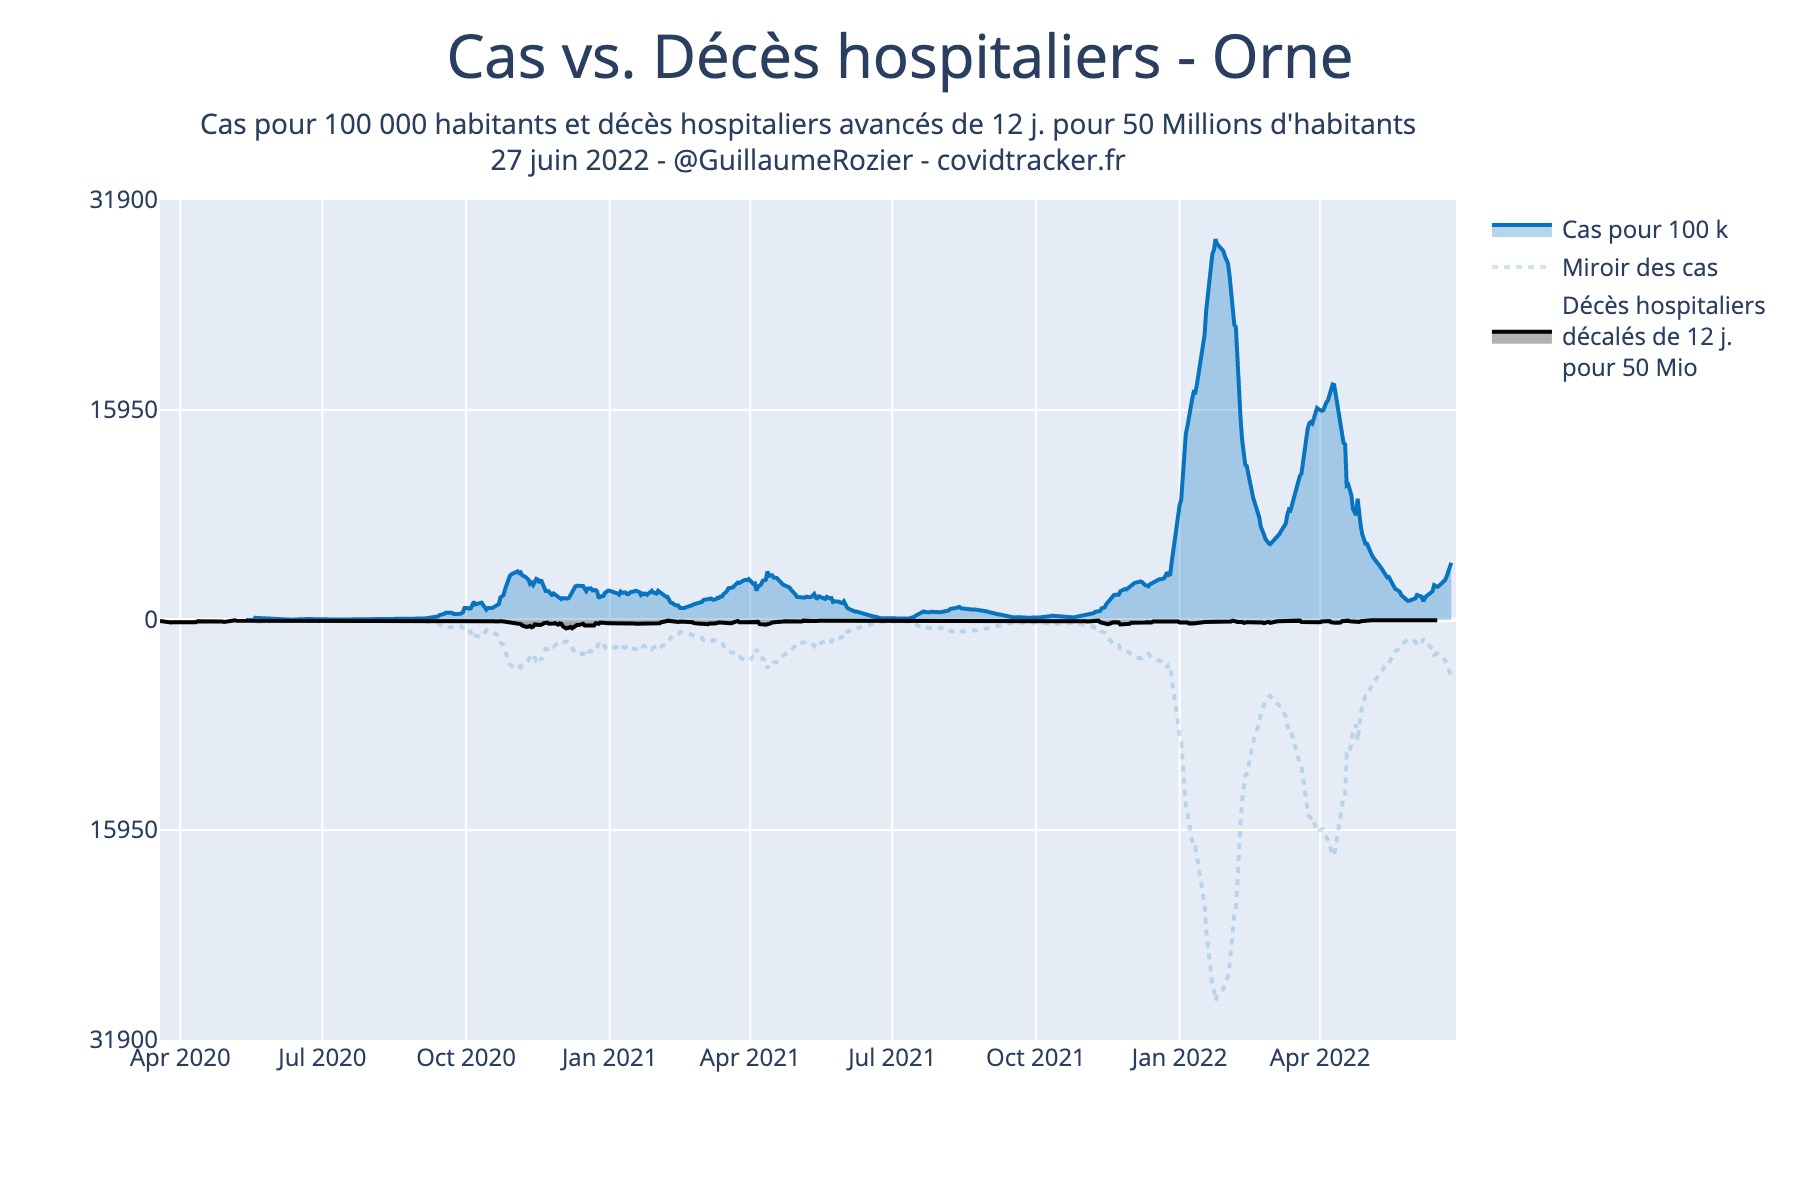 Cas vs. Décès hospitaliers - Orne
Cas pour 100 000 habitants et décès hospitaliers avancés de 12 j. pour 50 Millions d'habitants
27 juin 2022 - @GuillaumeRozier - covidtracker.fr
31900
15950
0
15950
31900
Apr 2020
Jul 2020
Oct 2020
Jan 2021
Apr 2021
Jul 2021
Oct 2021
Jan 2022
Apr 2022
Cas pour 100 k
Miroir des cas
Décès hospitaliers
décalés de 12 j.
pour 50 Mio